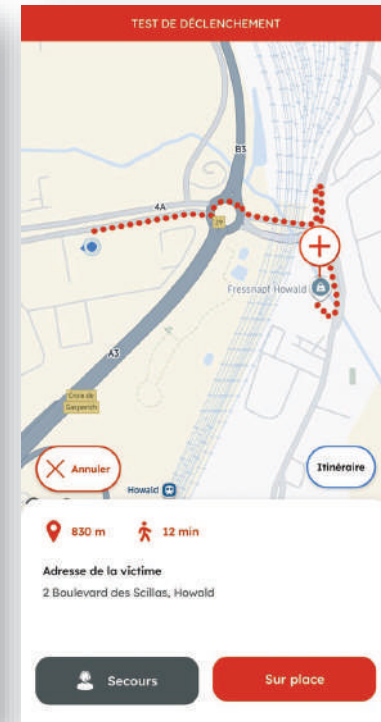 TEST DE DÉCLENCHEMENT
B3
4A
29
Fressnapf Howald
A3
Croix de
Gasperich
Annuler
Itinéraire
Howald
830 m
12 min
Adresse de la victime
2 Boulevard des Scillas, Howald
Secours
Sur place